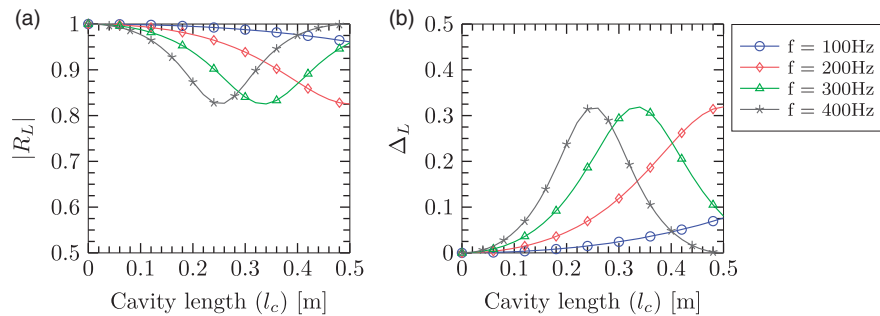 (a)
1
0.9
0.8
0.7
0.6
0.5
|R_L|
0 0.1 0.2 0.3 0.4 0.5
Cavity length (l_c) [m]
(b)
0.5
0.4
0.3
0.2
0.1
0
Δ_L
0 0.1 0.2 0.3 0.4 0.5
Cavity length (l_c) [m]
f = 100Hz
f = 200Hz
f = 300Hz
f = 400Hz